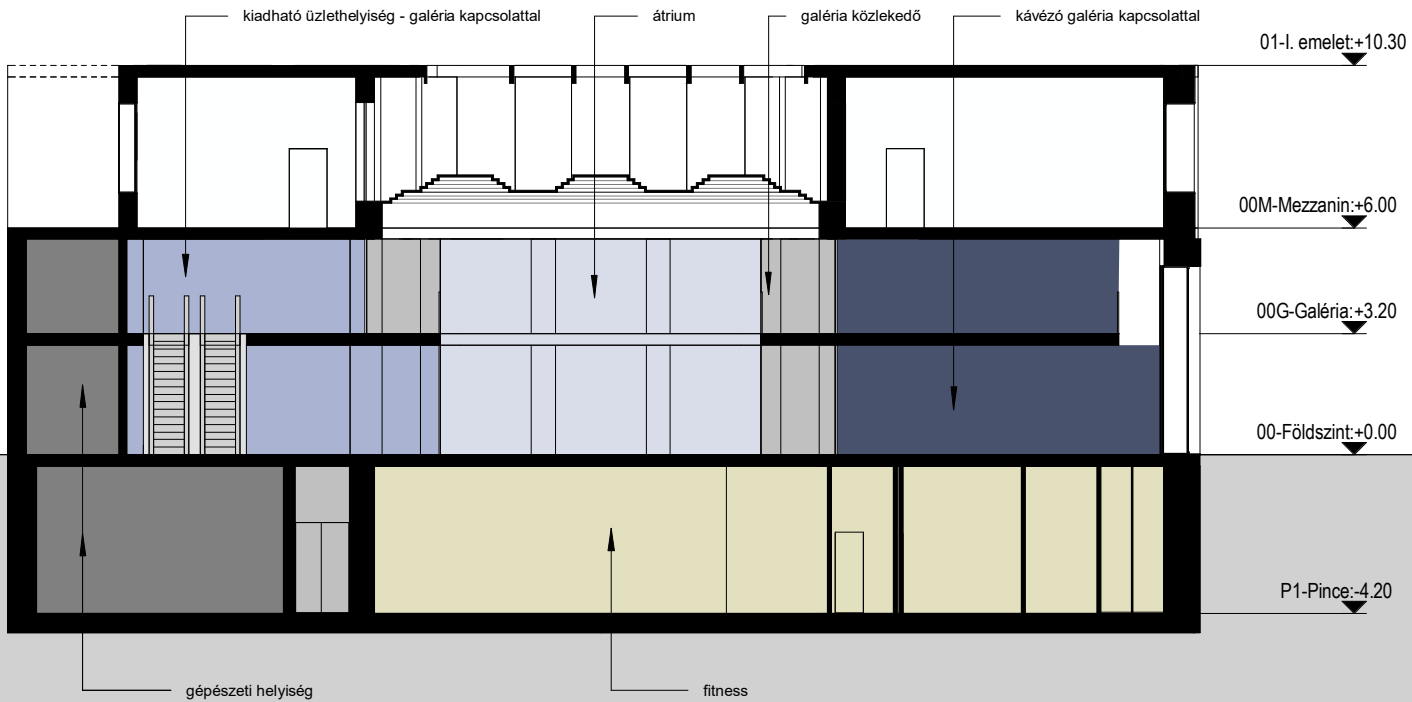 kiadható üzlethelyiség - galéria kapcsolattal
átrium
galéria közlekedő
kávézó galéria kapcsolattal
01-I. emelet:+10.30
00M-Mezzanin:+6.00
00G-Galéria:+3.20
00-Földszint:+0.00
P1-Pince:-4.20
gépészeti helyiség
fitness